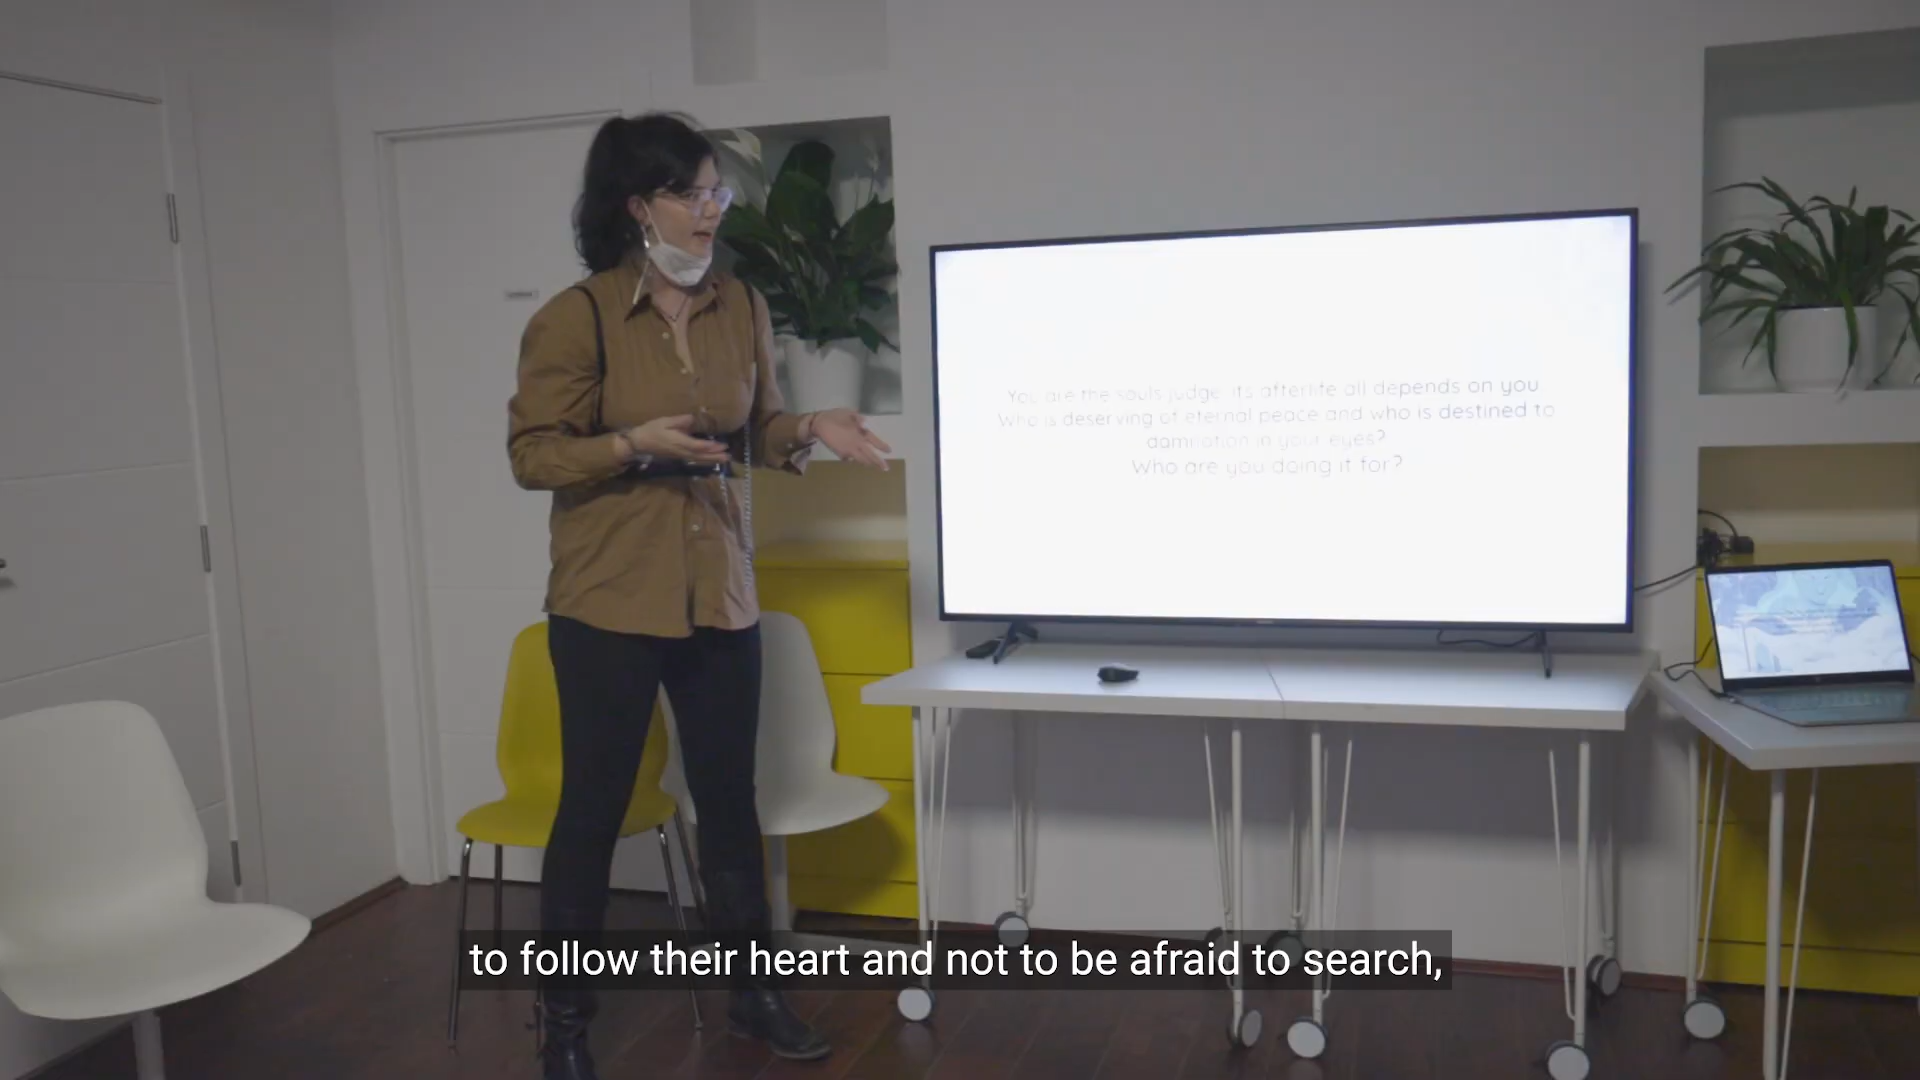 You are the souls judge, its afterlife all depends on you
Who is deserving of eternal peace and who is destined to
damnation in your eyes?
Who are you doing it for?
to follow their heart and not to be afraid to search,